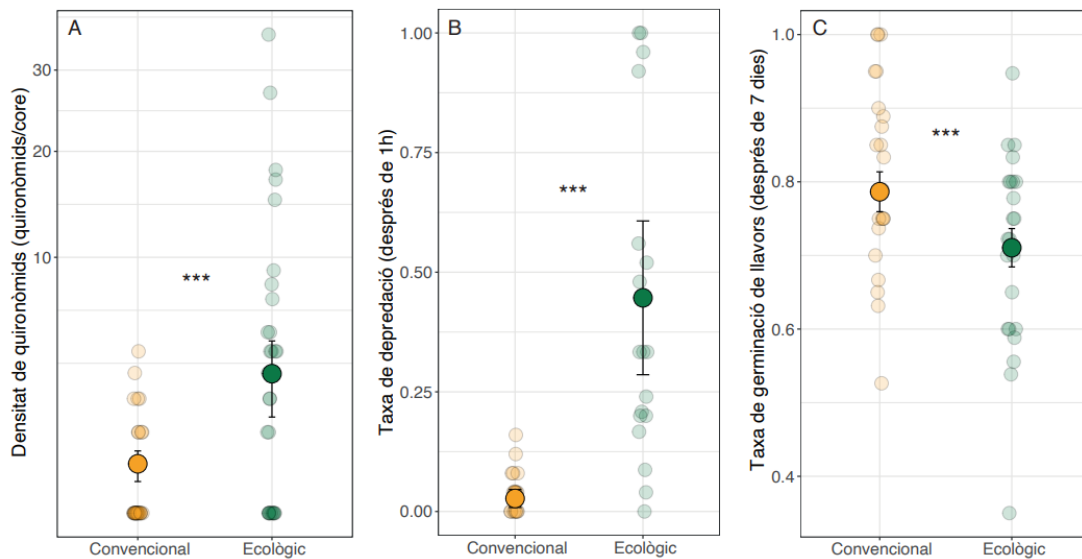 A
Densitat de quironòmids (quironòmids/core)
30
20
10
***
Convencional
Ecològic
B
Taxa de depredació (després de 1h)
1.00
0.75
0.50
0.25
0.00
***
Convencional
Ecològic
C
Taxa de germinació de llavors (després de 7 dies)
1.0
0.8
0.6
0.4
***
Convencional
Ecològic